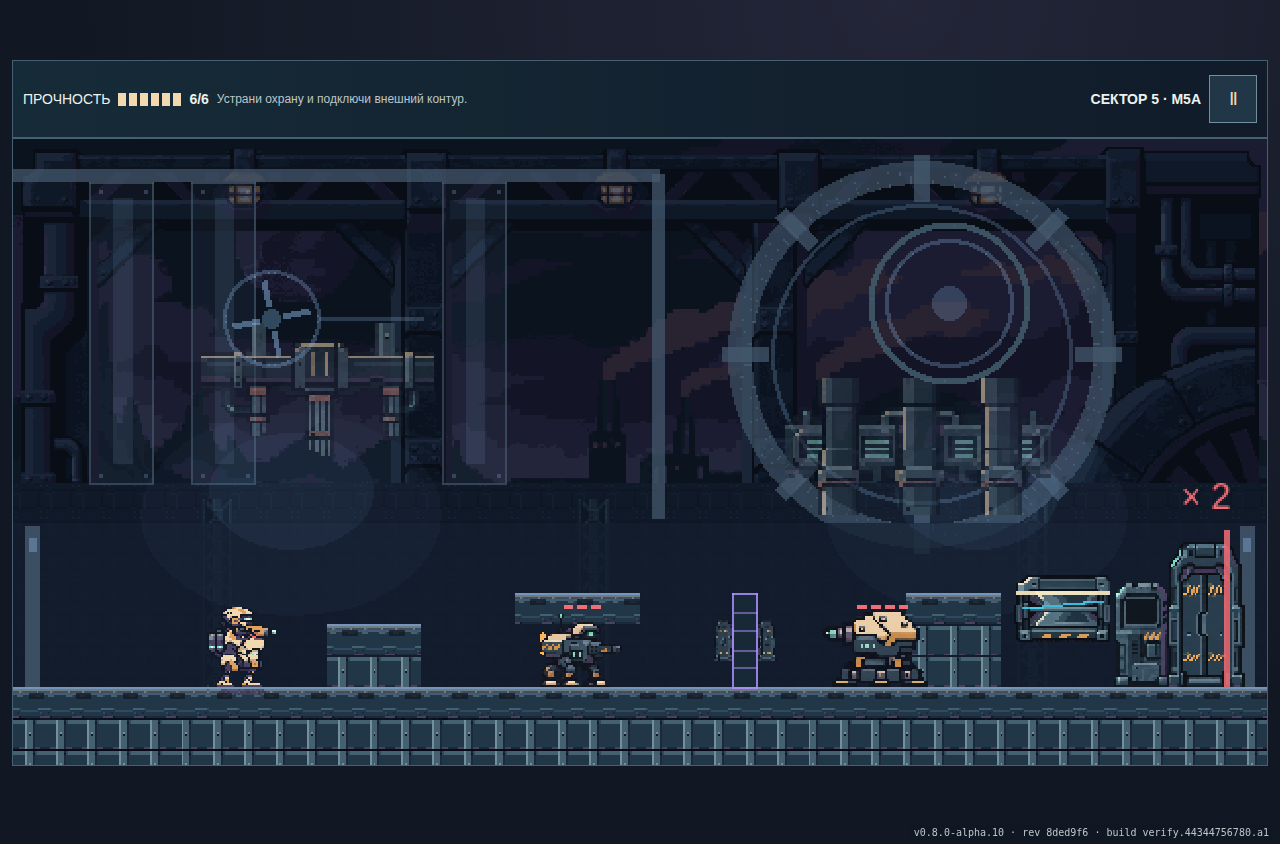 ПРОЧНОСТЬ 6/6 Устрани охрану и подключи внешний контур.
СЕКТОР 5 · M5A
II
× 2
v0.8.0-alpha.10 · rev 8ded9f6 · build verify.44344756780.a1